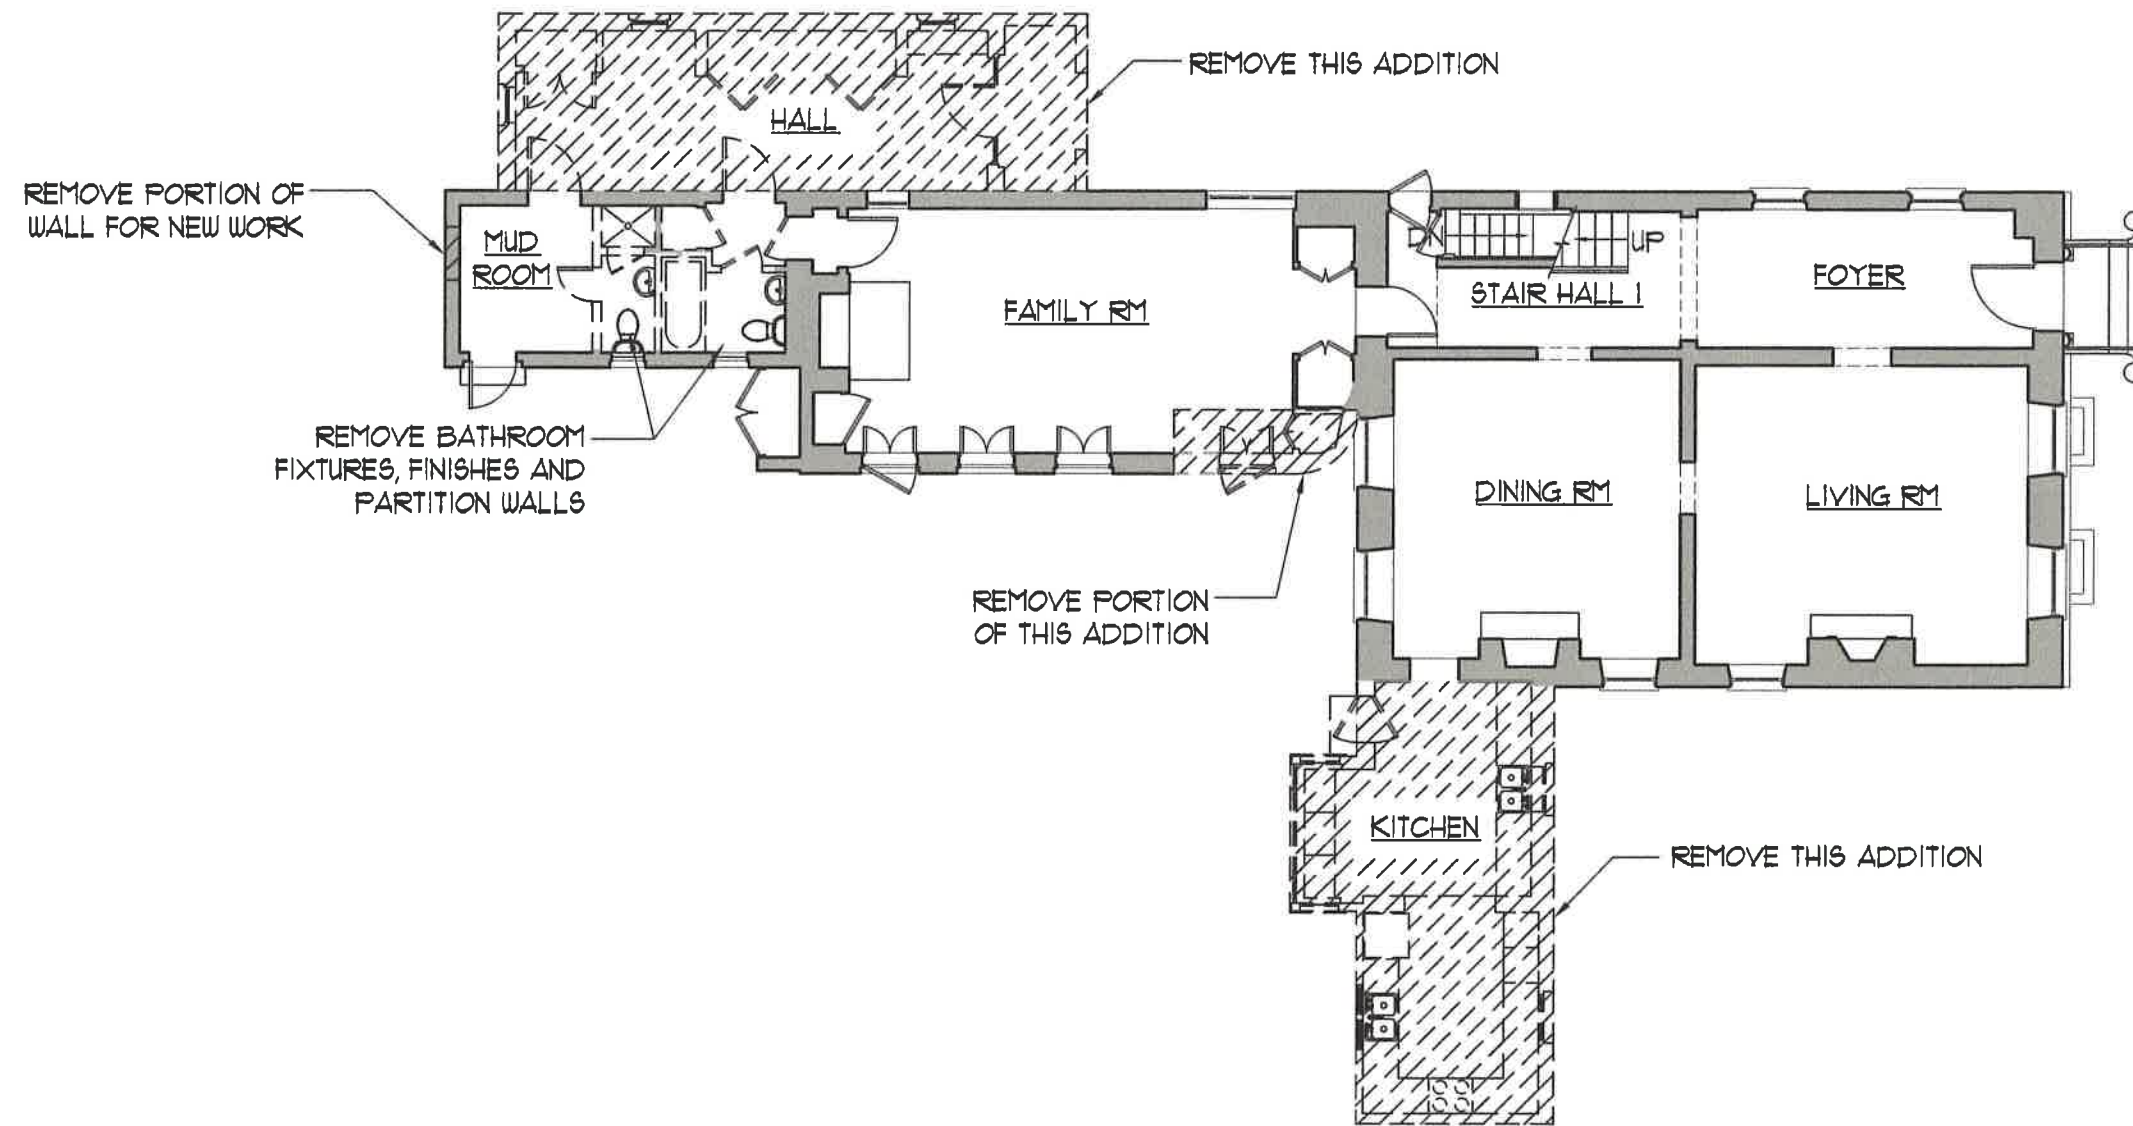 REMOVE THIS ADDITION
HALL
REMOVE PORTION OF
WALL FOR NEW WORK
MUD
ROOM
FAMILY RM
UP
STAIR HALL 1
FOYER
REMOVE BATHROOM
FIXTURES, FINISHES AND
PARTITION WALLS
DINING RM
LIVING RM
REMOVE PORTION
OF THIS ADDITION
KITCHEN
REMOVE THIS ADDITION